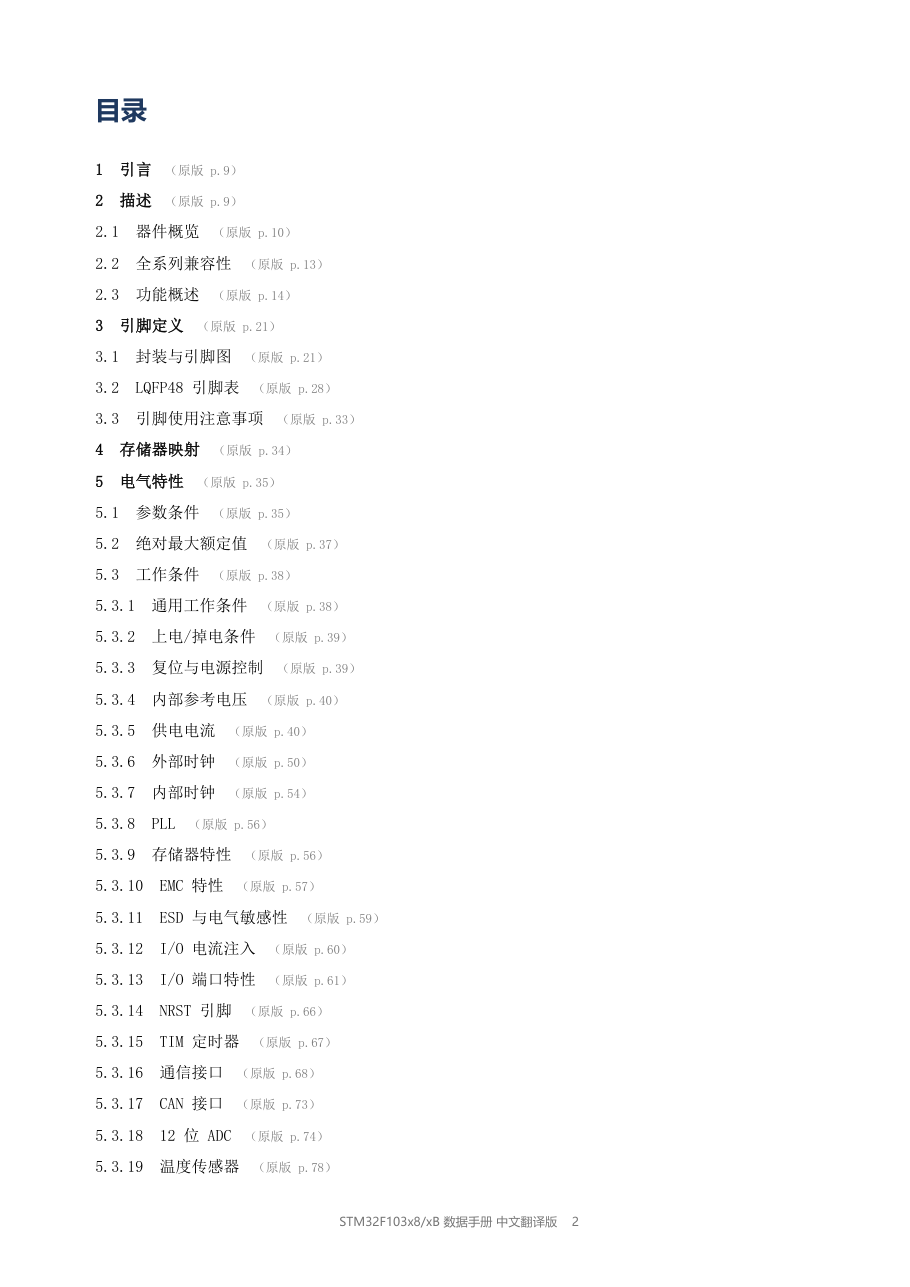 目录
1 引言 （原版 p.9）
2 描述 （原版 p.9）
2.1 器件概览 （原版 p.10）
2.2 全系列兼容性 （原版 p.13）
2.3 功能概述 （原版 p.14）
3 引脚定义 （原版 p.21）
3.1 封装与引脚图 （原版 p.21）
3.2 LQFP48 引脚表 （原版 p.28）
3.3 引脚使用注意事项 （原版 p.33）
4 存储器映射 （原版 p.34）
5 电气特性 （原版 p.35）
5.1 参数条件 （原版 p.35）
5.2 绝对最大额定值 （原版 p.37）
5.3 工作条件 （原版 p.38）
5.3.1 通用工作条件 （原版 p.38）
5.3.2 上电/掉电条件 （原版 p.39）
5.3.3 复位与电源控制 （原版 p.39）
5.3.4 内部参考电压 （原版 p.40）
5.3.5 供电电流 （原版 p.40）
5.3.6 外部时钟 （原版 p.50）
5.3.7 内部时钟 （原版 p.54）
5.3.8 PLL （原版 p.56）
5.3.9 存储器特性 （原版 p.56）
5.3.10 EMC 特性 （原版 p.57）
5.3.11 ESD 与电气敏感性 （原版 p.59）
5.3.12 I/O 电流注入 （原版 p.60）
5.3.13 I/O 端口特性 （原版 p.61）
5.3.14 NRST 引脚 （原版 p.66）
5.3.15 TIM 定时器 （原版 p.67）
5.3.16 通信接口 （原版 p.68）
5.3.17 CAN 接口 （原版 p.73）
5.3.18 12 位 ADC （原版 p.74）
5.3.19 温度传感器 （原版 p.78）
STM32F103x8/xB 数据手册 中文翻译版 2